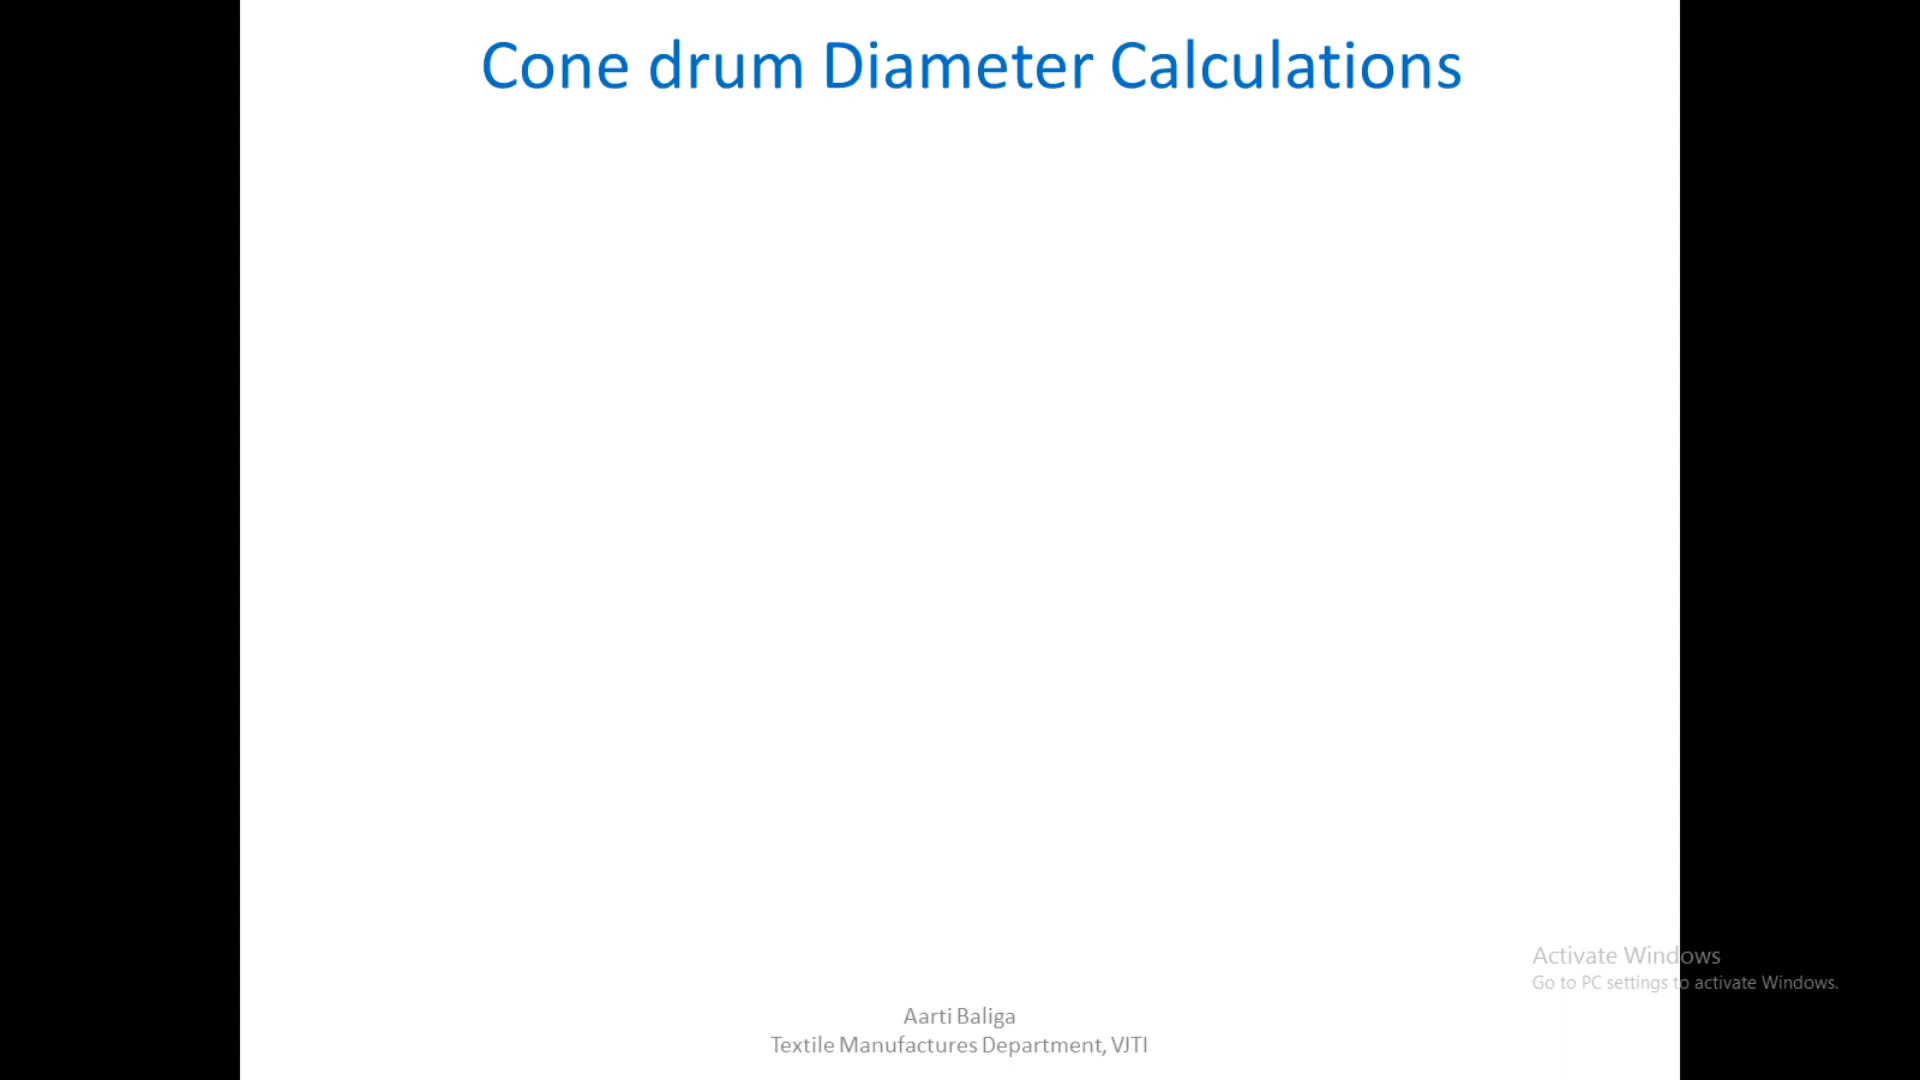 Cone drum Diameter Calculations
Activate Windows
Go to PC settings to activate Windows.
Aarti Baliga
Textile Manufactures Department, VJTI